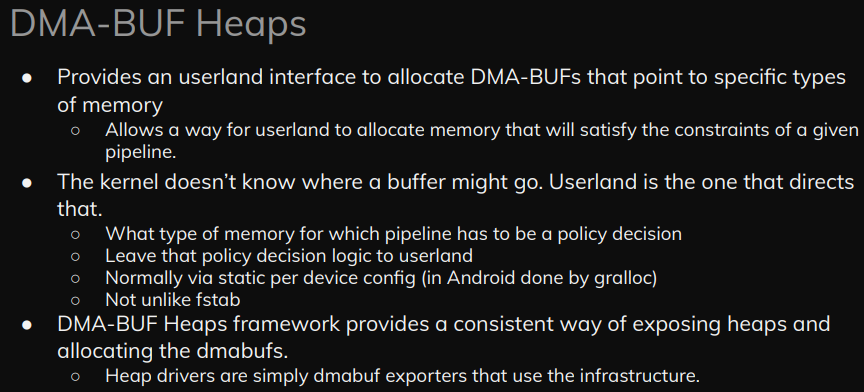 DMA-BUF Heaps
● Provides an userland interface to allocate DMA-BUFs that point to specific types
of memory
○ Allows a way for userland to allocate memory that will satisfy the constraints of a given
pipeline.
● The kernel doesn’t know where a buffer might go. Userland is the one that directs
that.
○ What type of memory for which pipeline has to be a policy decision
○ Leave that policy decision logic to userland
○ Normally via static per device config (in Android done by gralloc)
○ Not unlike fstab
● DMA-BUF Heaps framework provides a consistent way of exposing heaps and
allocating the dmabufs.
○ Heap drivers are simply dmabuf exporters that use the infrastructure.